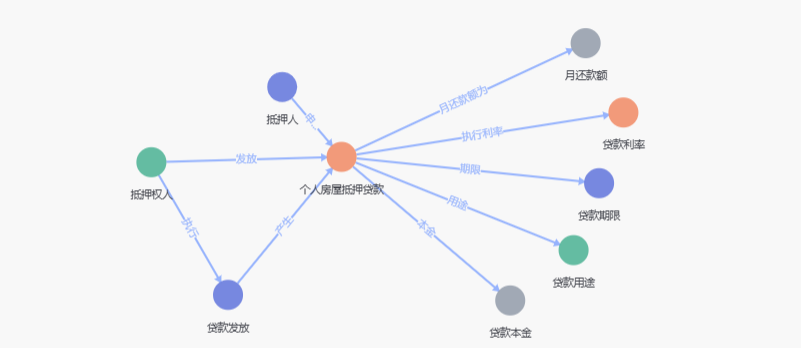 月还款额
月还款额为
抵押人
申...
执行利率
贷款利率
发放
期限
个人房屋抵押贷款
抵押权人
用途
贷款期限
执行
产生
本金
贷款用途
贷款发放
贷款本金